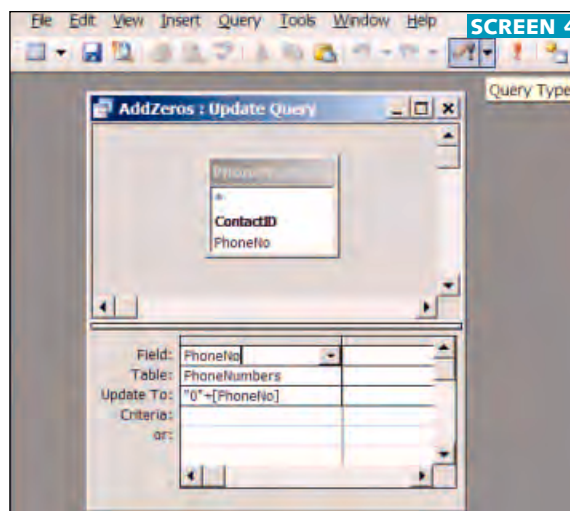 File Edit View Insert Query Tools Window Help
SCREEN 4
Query Type
AddZeros : Update Query
*
ContactID
PhoneNo
Field: PhoneNo
Table: PhoneNumbers
Update To: "0"+[PhoneNo]
Criteria:
or: